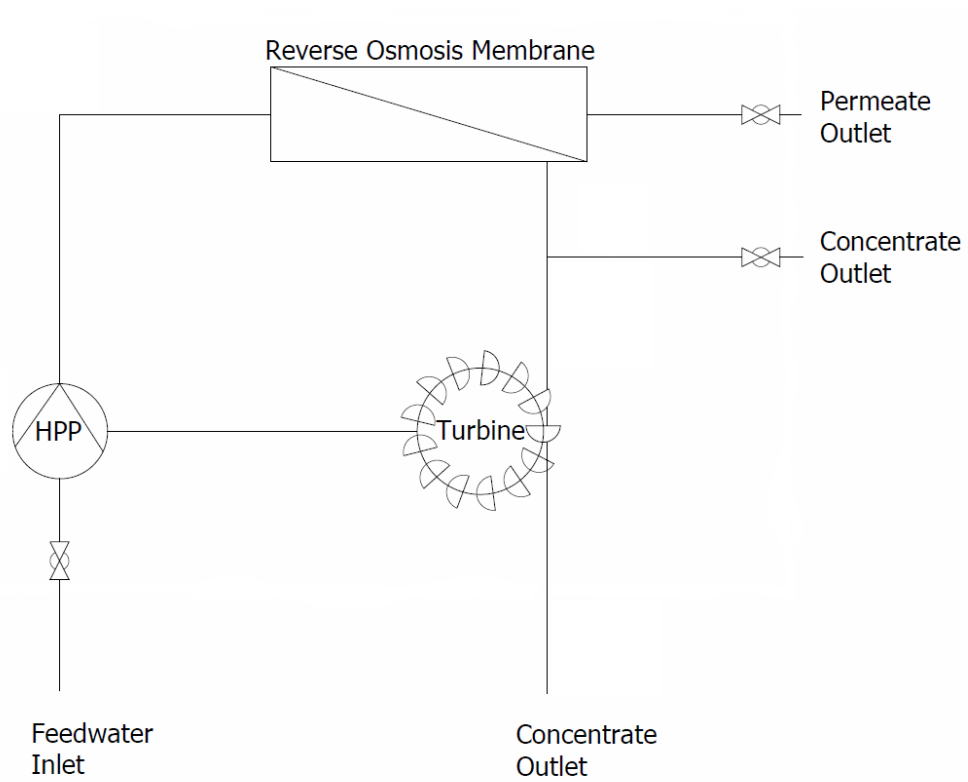 Reverse Osmosis Membrane
Permeate
Outlet
Concentrate
Outlet
HPP
Turbine
Feedwater
Inlet
Concentrate
Outlet